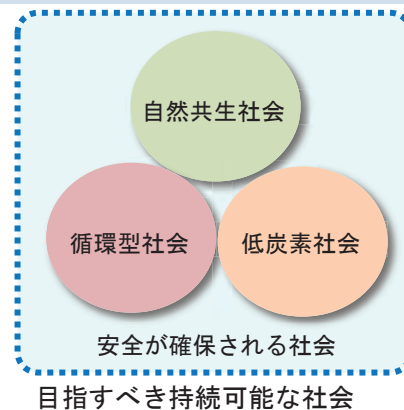 自然共生社会
循環型社会
低炭素社会
安全が確保される社会
目指すべき持続可能な社会